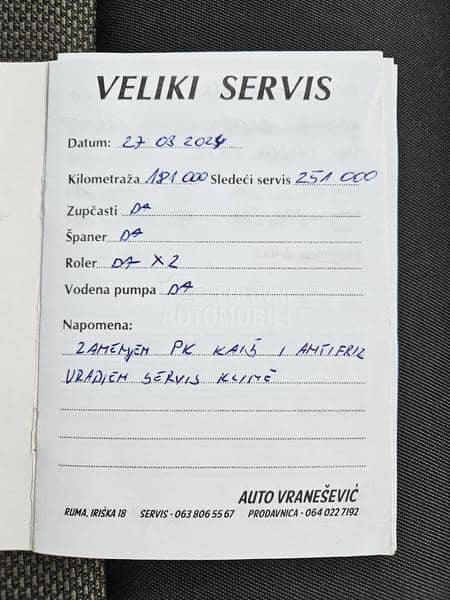 VELIKI SERVIS
Datum: 27 03 2024
Kilometraža 181 000 Sledeći servis 251 000
Zupčasti DA
Španer DA
Roler DA x2
Vodena pumpa DA
AUTOMOBILI
Napomena:
ZAMENJEN PK KAIŠ I ANTIFRIZ
URADJEN SERVIS KLIME
AUTO VRANEŠEVIĆ
RUMA, IRIŠKA 18 SERVIS - 063 806 55 67 PRODAVNICA - 064 022 7192